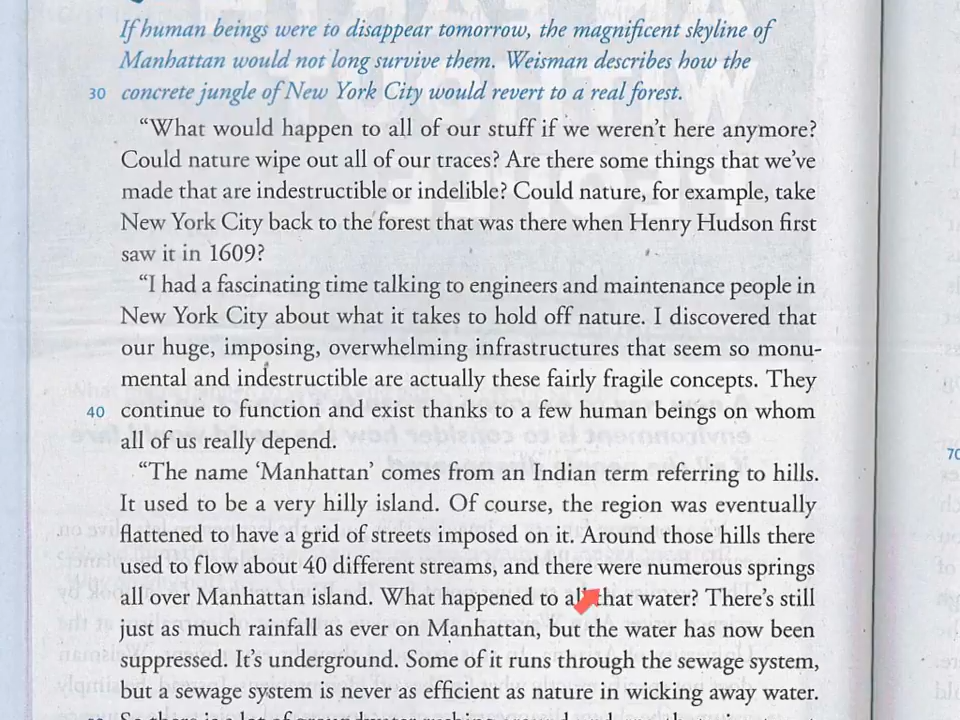 If human beings were to disappear tomorrow, the magnificent skyline of
Manhattan would not long survive them. Weisman describes how the
30 concrete jungle of New York City would revert to a real forest.
“What would happen to all of our stuff if we weren’t here anymore?
Could nature wipe out all of our traces? Are there some things that we’ve
made that are indestructible or indelible? Could nature, for example, take
New York City back to the forest that was there when Henry Hudson first
saw it in 1609?
“I had a fascinating time talking to engineers and maintenance people in
New York City about what it takes to hold off nature. I discovered that
our huge, imposing, overwhelming infrastructures that seem so monu-
mental and indestructible are actually these fairly fragile concepts. They
40 continue to function and exist thanks to a few human beings on whom
all of us really depend.
“The name ‘Manhattan’ comes from an Indian term referring to hills.
It used to be a very hilly island. Of course, the region was eventually
flattened to have a grid of streets imposed on it. Around those hills there
used to flow about 40 different streams, and there were numerous springs
all over Manhattan island. What happened to all that water? There’s still
just as much rainfall as ever on Manhattan, but the water has now been
suppressed. It’s underground. Some of it runs through the sewage system,
but a sewage system is never as efficient as nature in wicking away water.
70